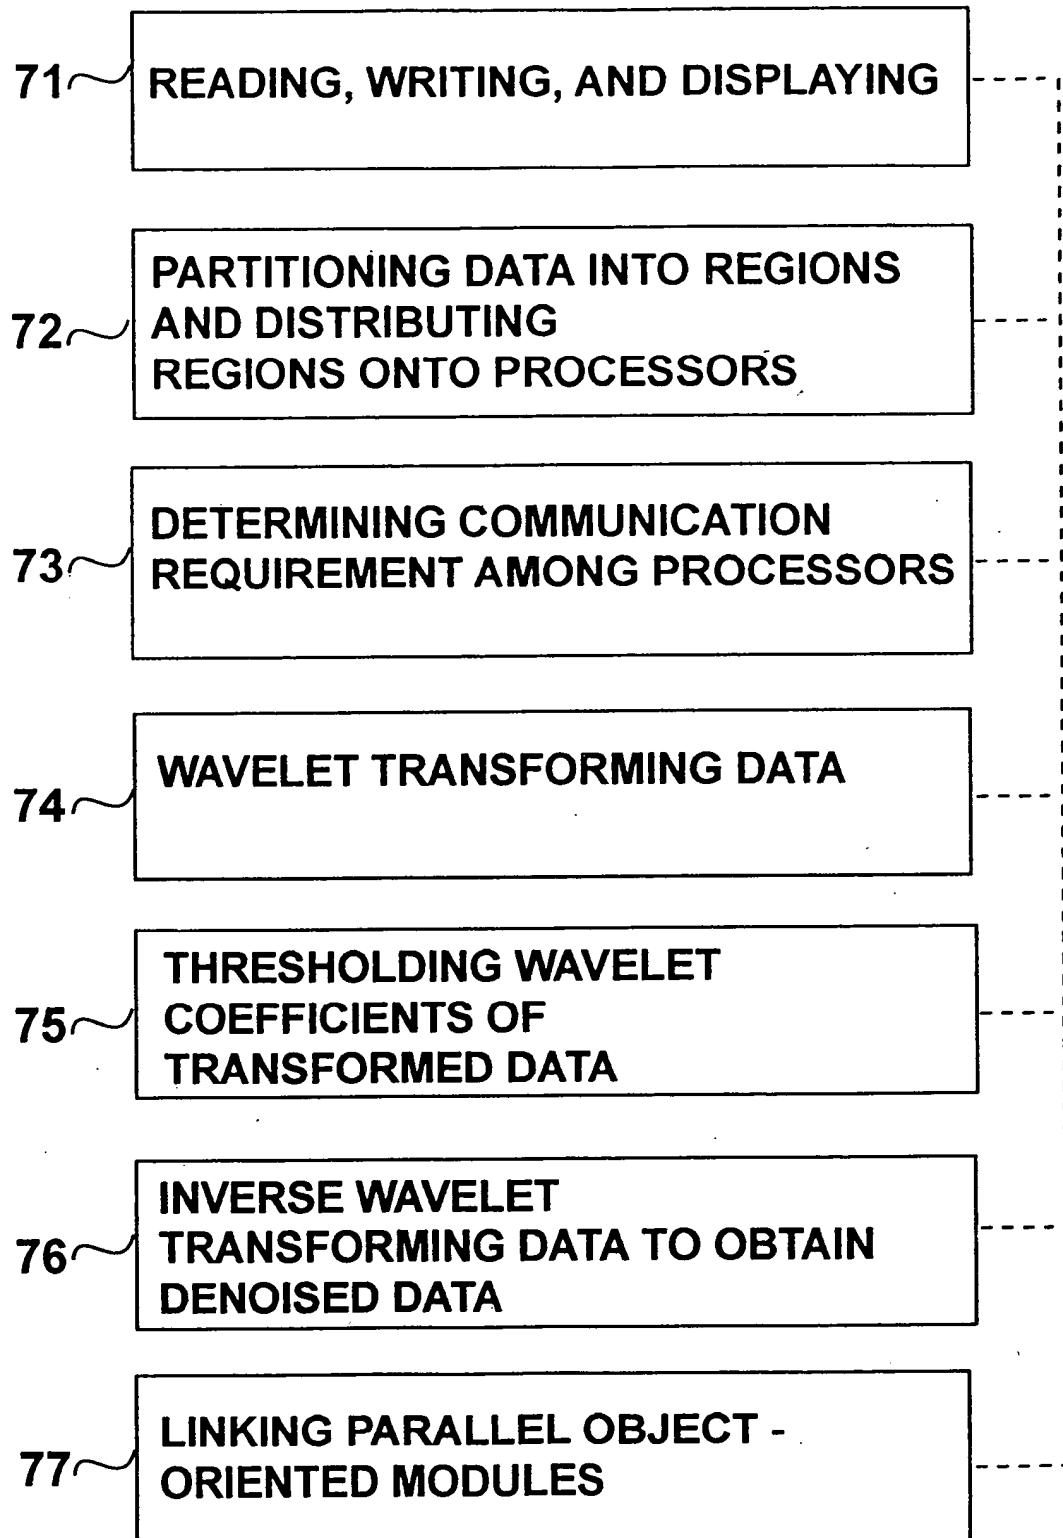 71
READING, WRITING, AND DISPLAYING
72
PARTITIONING DATA INTO REGIONS
AND DISTRIBUTING
REGIONS ONTO PROCESSORS
73
DETERMINING COMMUNICATION
REQUIREMENT AMONG PROCESSORS
74
WAVELET TRANSFORMING DATA
75
THRESHOLDING WAVELET
COEFFICIENTS OF
TRANSFORMED DATA
76
INVERSE WAVELET
TRANSFORMING DATA TO OBTAIN
DENOISED DATA
77
LINKING PARALLEL OBJECT -
ORIENTED MODULES